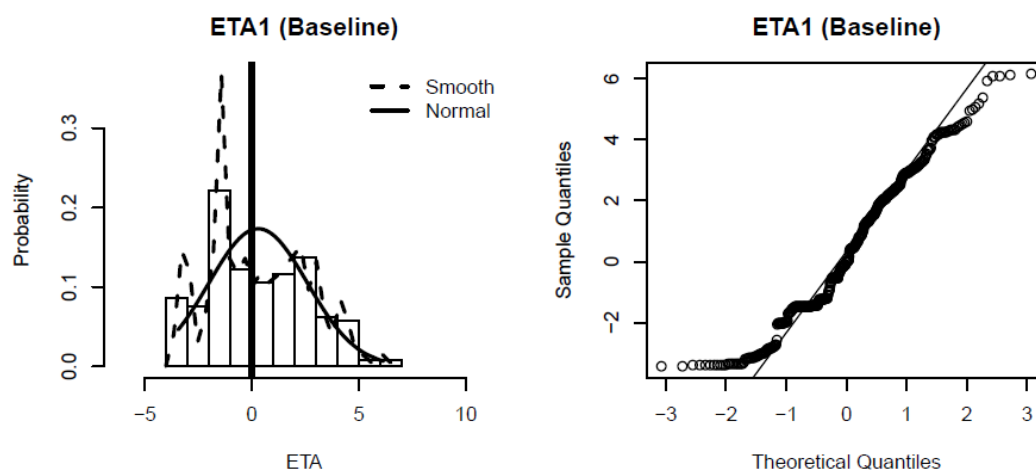 ETA1 (Baseline)
Smooth
Normal
Probability
0.0 0.1 0.2 0.3
−5 0 5 10
ETA
ETA1 (Baseline)
Sample Quantiles
−2 0 2 4 6
−3 −2 −1 0 1 2 3
Theoretical Quantiles